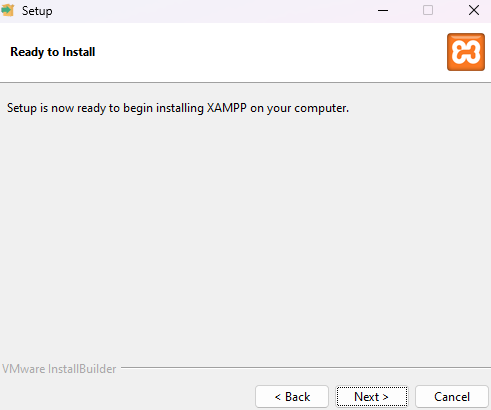 Setup
Ready to Install
Setup is now ready to begin installing XAMPP on your computer.
VMware InstallBuilder
< Back
Next >
Cancel